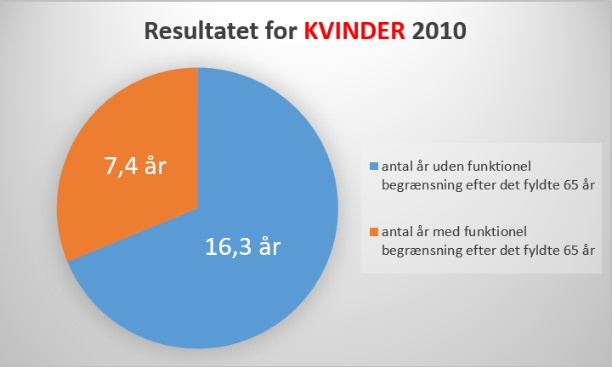 Resultatet for KVINDER 2010
7,4 år
16,3 år
antal år uden funktionel
begrænsning efter det fyldte 65 år
antal år med funktionel
begrænsning efter det fyldte 65 år